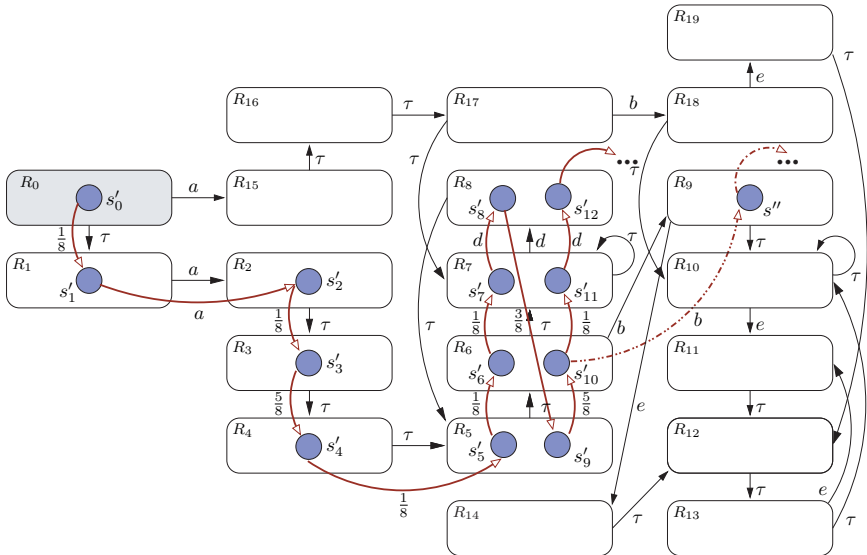 R19
τ
e
R16
τ
R17
b
R18
τ
τ
τ
R0
s′0
a
R15
R8
s′8
s′12
...
τ
R9
s″
...
1/8
τ
d
d
d
τ
R1
s′1
a
R2
s′2
R7
s′7
s′11
τ
R10
τ
a
1/8
τ
τ
1/8
3/8
τ
1/8
b
b
e
R3
s′3
R6
s′6
s′10
R11
5/8
τ
1/8
τ
5/8
e
τ
R4
s′4
τ
R5
s′5
s′9
R12
1/8
τ
τ
e
R14
R13
τ